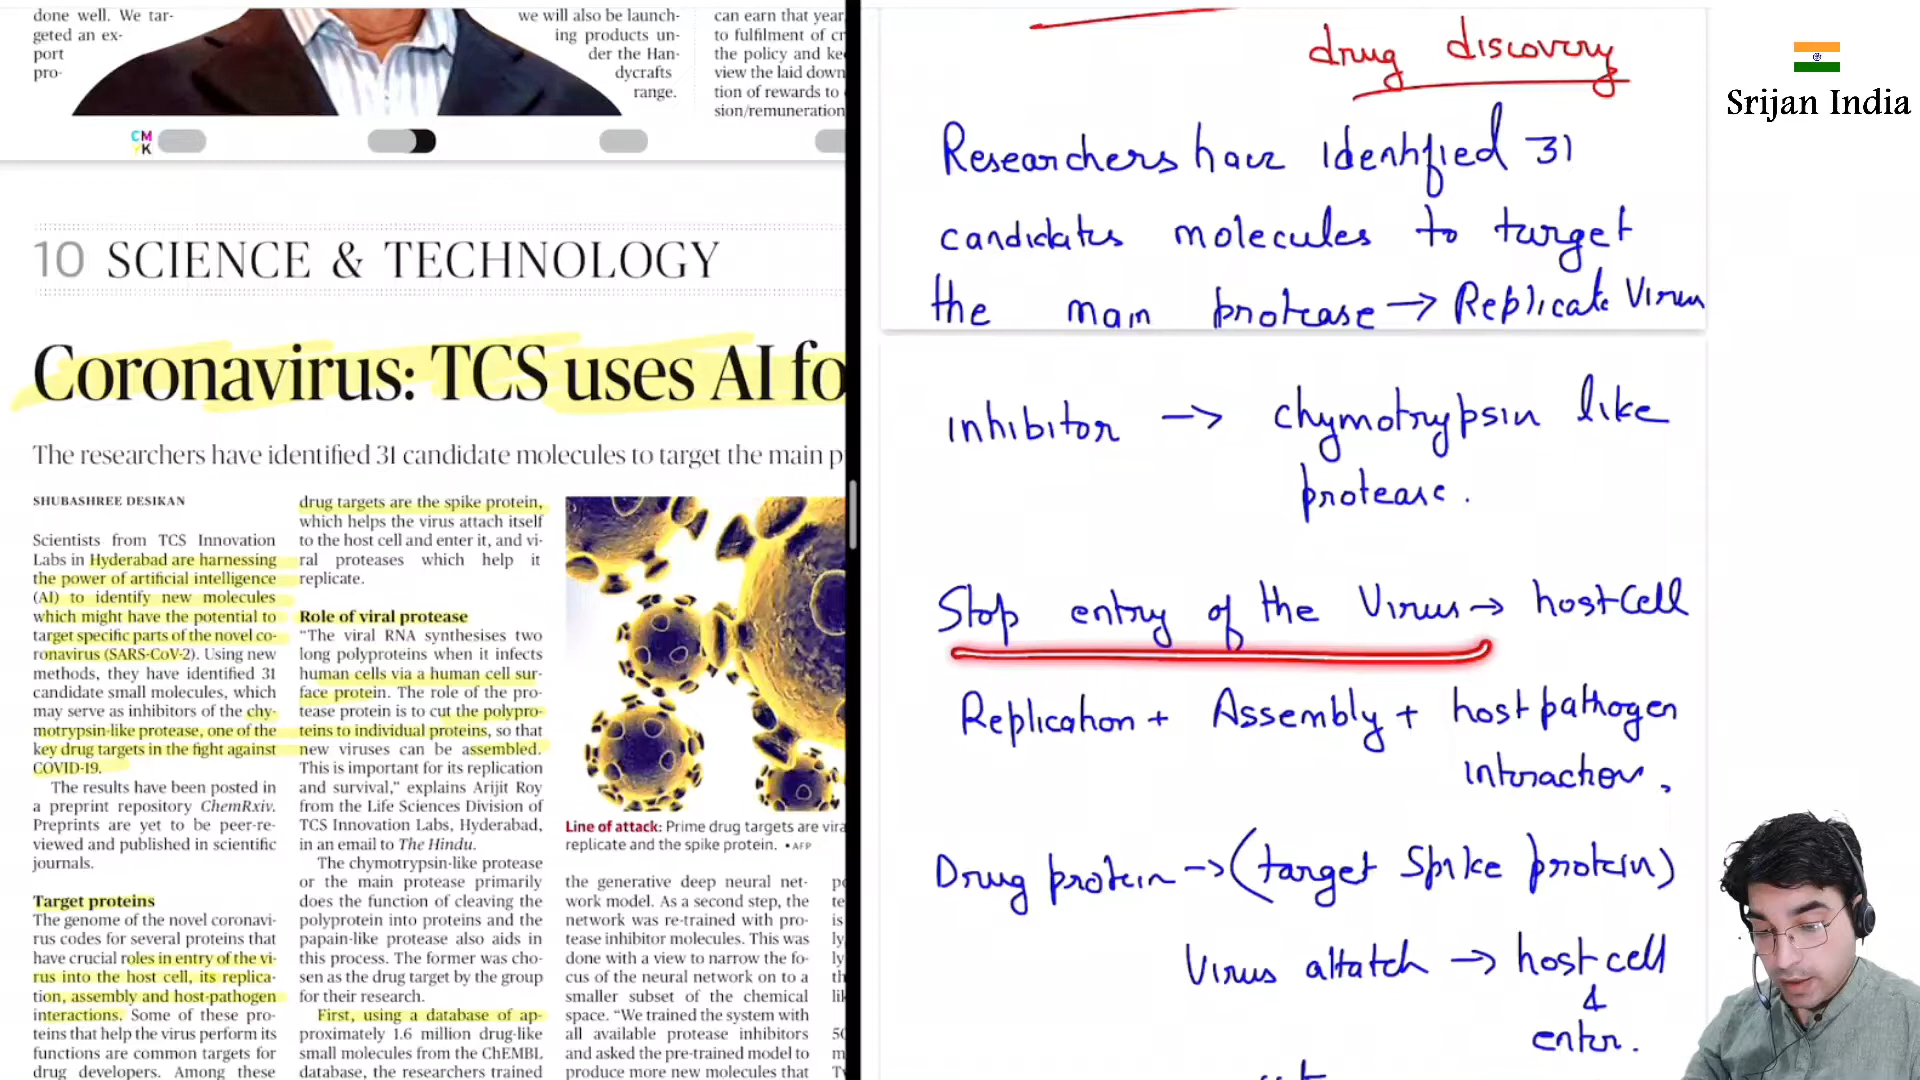 done well. We tar-
geted an ex-
port
pro-
we will also be launch-
ing products un-
der the Han-
dycrafts
range.
can earn that year
to fulfilment of
the policy and
view the laid down
tion of rewards to
sion/remuneration
CM
YK
10 SCIENCE & TECHNOLOGY
Coronavirus: TCS uses AI fo
The researchers have identified 31 candidate molecules to target the main p
SHUBASHREE DESIKAN
Scientists from TCS Innovation
Labs in Hyderabad are harnessing
the power of artificial intelligence
(AI) to identify new molecules
which might have the potential to
target specific parts of the novel co-
ronavirus (SARS-CoV-2). Using new
methods, they have identified 31
candidate small molecules, which
may serve as inhibitors of the chy-
motrypsin-like protease, one of the
key drug targets in the fight against
COVID-19.
The results have been posted in
a preprint repository ChemRxiv.
Preprints are yet to be peer-re-
viewed and published in scientific
journals.
Target proteins
The genome of the novel coronavi-
rus codes for several proteins that
have crucial roles in entry of the vi-
rus into the host cell, its replica-
tion, assembly and host-pathogen
interactions. Some of these pro-
teins that help the virus perform its
functions are common targets for
drug developers. Among these
drug targets are the spike protein,
which helps the virus attach itself
to the host cell and enter it, and vi-
ral proteases which help it
replicate.
Role of viral protease
“The viral RNA synthesises two
long polyproteins when it infects
human cells via a human cell sur-
face protein. The role of the pro-
tease protein is to cut the polypro-
teins to individual proteins, so that
new viruses can be assembled.
This is important for its replication
and survival,” explains Arijit Roy
from the Life Sciences Division of
TCS Innovation Labs, Hyderabad,
in an email to The Hindu.
The chymotrypsin-like protease
or the main protease primarily
does the function of cleaving the
polyprotein into proteins and the
papain-like protease also aids in
this process. The former was cho-
sen as the drug target by the group
for their research.
First, using a database of ap-
proximately 1.6 million drug-like
small molecules from the ChEMBL
database, the researchers trained
Line of attack: Prime drug targets are vira
replicate and the spike protein. • AFP
the generative deep neural net-
work model. As a second step, the
network was re-trained with pro-
tease inhibitor molecules. This was
done with a view to narrow the fo-
cus of the neural network on to a
smaller subset of the chemical
space. “We trained the system with
all available protease inhibitors
and asked the pre-trained model to
produce more new molecules that
drug discovery
Researchers have identified 31
candidates molecules to target
the main protease → Replicate Virus
inhibitor → chymotrypsin like
protease.
Stop entry of the Virus → host cell
Replication + Assembly + host pathogen
interaction,
Drug protein → (target Spike protein)
Virus attatch → host cell
&
enter.
Srijan India